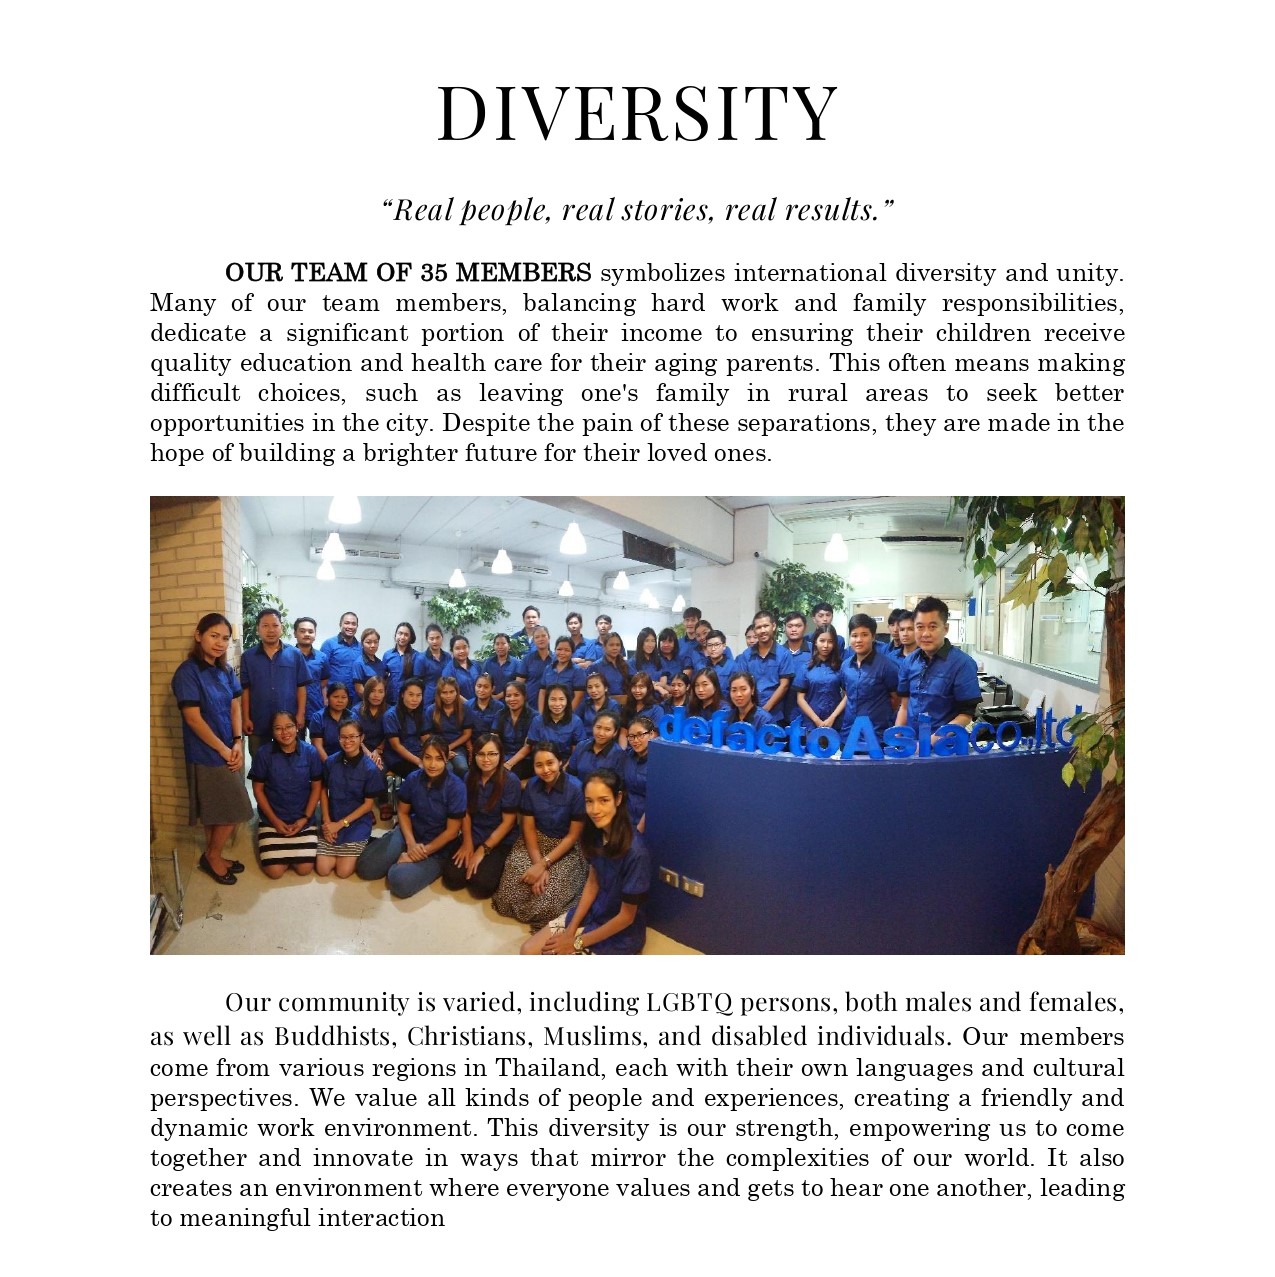 DIVERSITY
“Real people, real stories, real results.”
OUR TEAM OF 35 MEMBERS symbolizes international diversity and unity.
Many of our team members, balancing hard work and family responsibilities,
dedicate a significant portion of their income to ensuring their children receive
quality education and health care for their aging parents. This often means making
difficult choices, such as leaving one's family in rural areas to seek better
opportunities in the city. Despite the pain of these separations, they are made in the
hope of building a brighter future for their loved ones.
defactoAsiaco.,ltd
Our community is varied, including LGBTQ persons, both males and females,
as well as Buddhists, Christians, Muslims, and disabled individuals. Our members
come from various regions in Thailand, each with their own languages and cultural
perspectives. We value all kinds of people and experiences, creating a friendly and
dynamic work environment. This diversity is our strength, empowering us to come
together and innovate in ways that mirror the complexities of our world. It also
creates an environment where everyone values and gets to hear one another, leading
to meaningful interaction